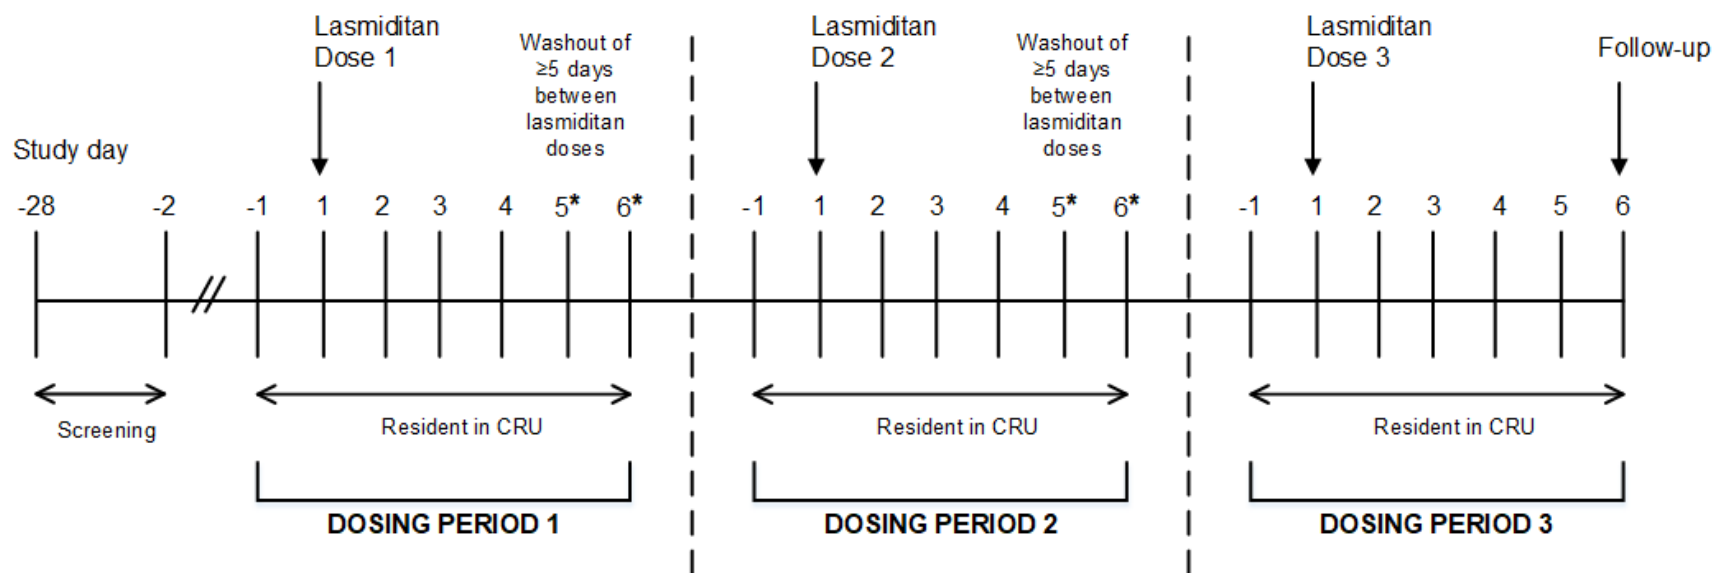 Lasmiditan
Dose 1
Washout of
≥5 days
between
lasmiditan
doses
Lasmiditan
Dose 2
Washout of
≥5 days
between
lasmiditan
doses
Lasmiditan
Dose 3
Follow-up
Study day
-28 -2 -1 1 2 3 4 5* 6* -1 1 2 3 4 5* 6* -1 1 2 3 4 5 6
Screening
Resident in CRU
Resident in CRU
Resident in CRU
DOSING PERIOD 1
DOSING PERIOD 2
DOSING PERIOD 3